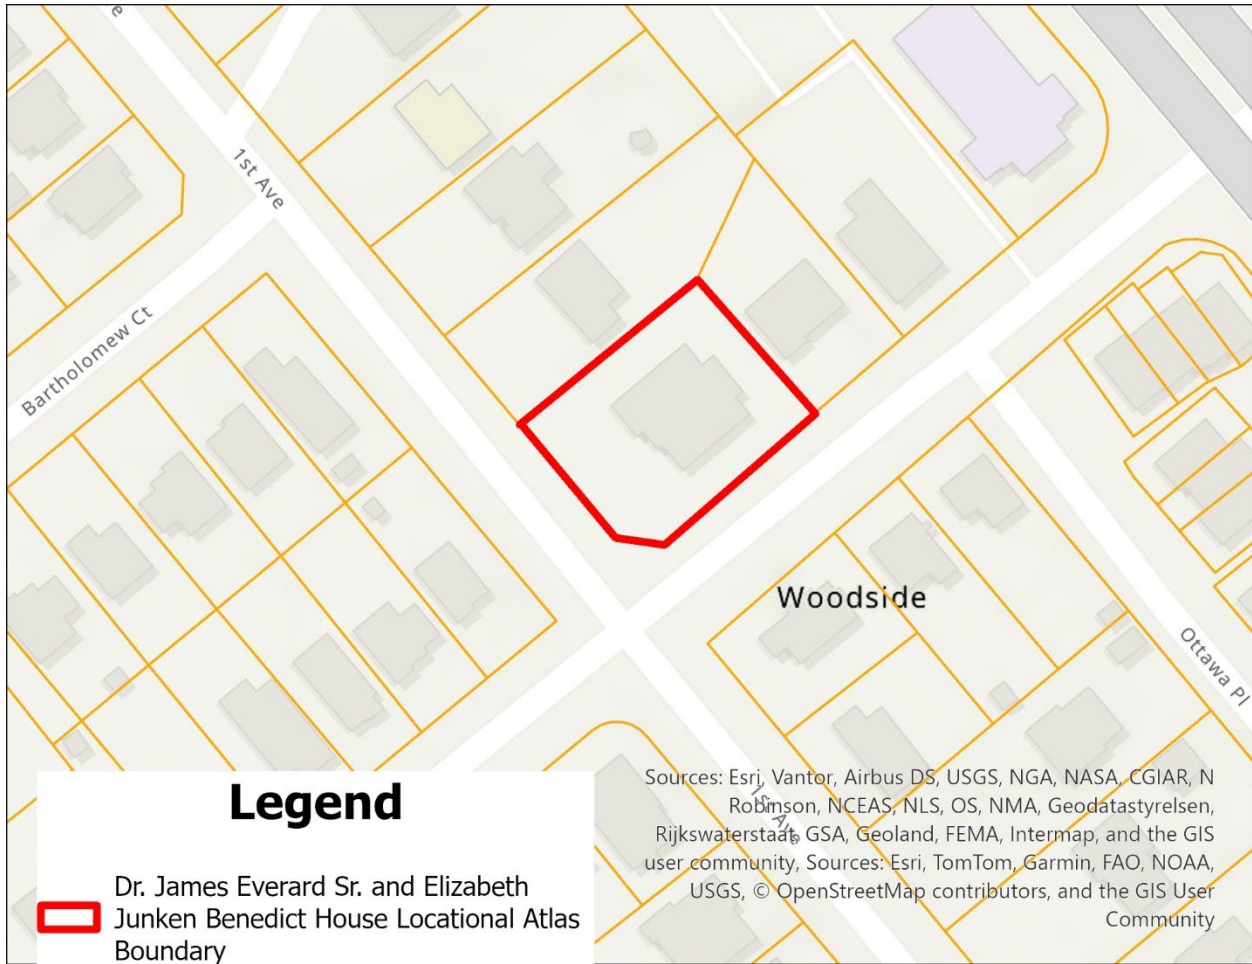 e
1st Ave
Bartholomew Ct
Woodside
Ottawa Pl
1st Ave
Legend
Dr. James Everard Sr. and Elizabeth
Junken Benedict House Locational Atlas
Boundary
Sources: Esri, Vantor, Airbus DS, USGS, NGA, NASA, CGIAR, N
Robinson, NCEAS, NLS, OS, NMA, Geodatastyrelsen,
Rijkswaterstaat, GSA, Geoland, FEMA, Intermap, and the GIS
user community, Sources: Esri, TomTom, Garmin, FAO, NOAA,
USGS, © OpenStreetMap contributors, and the GIS User
Community